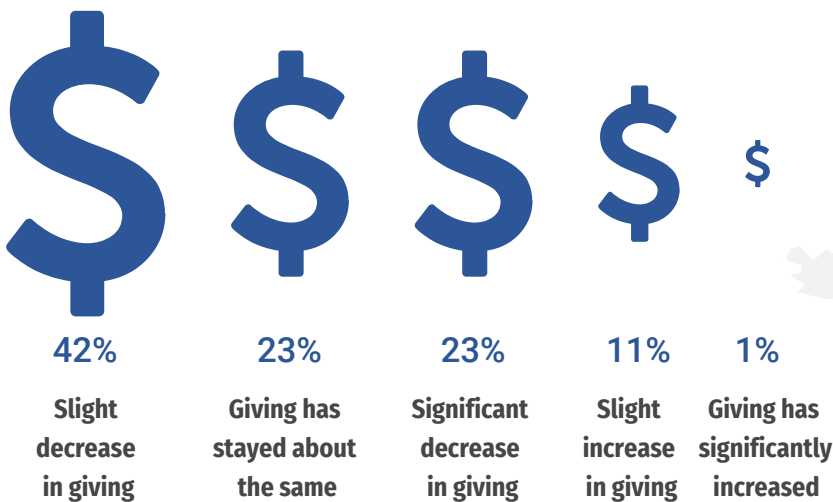 $ $ $ $ $
42% 23% 23% 11% 1%
Slight
decrease
in giving
Giving has
stayed about
the same
Significant
decrease
in giving
Slight
increase
in giving
Giving has
significantly
increased